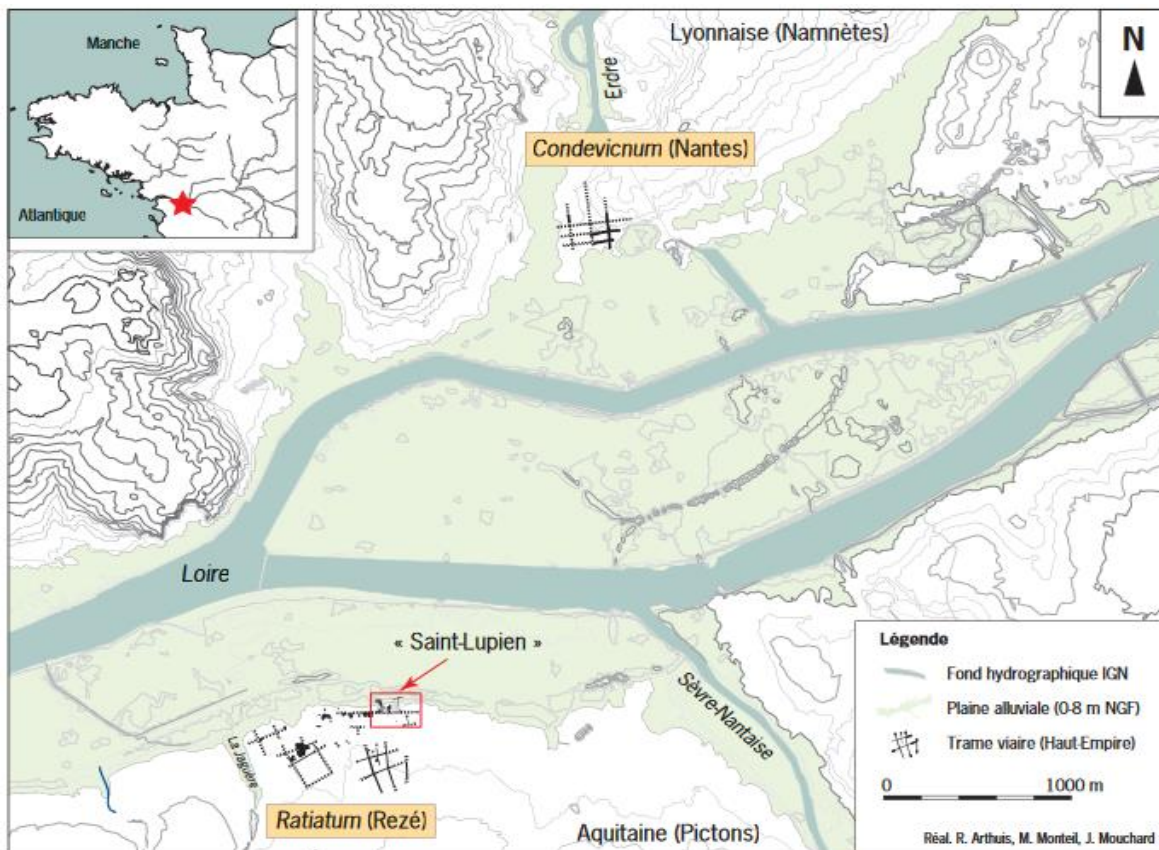 Manche
Atlantique
Lyonnaise (Namnètes)
N
Erdre
Condevicnum (Nantes)
Loire
« Saint-Lupien »
Sèvre-Nantaise
La Jaguère
Ratiatum (Rezé)
Aquitaine (Pictons)
Légende
Fond hydrographique IGN
Plaine alluviale (0-8 m NGF)
Trame viaire (Haut-Empire)
0 1000 m
Réal. R. Arthuis, M. Monteil, J. Mouchard